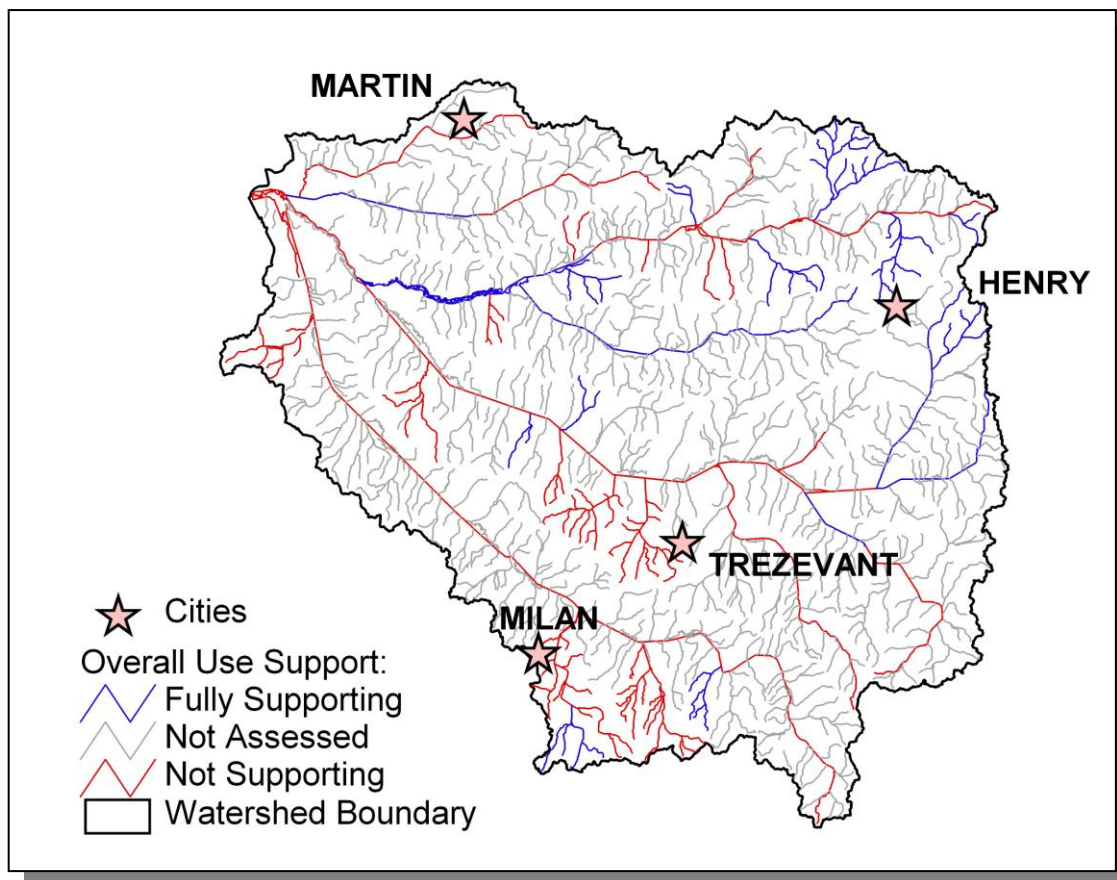 MARTIN
HENRY
TREZEVANT
MILAN
Cities
Overall Use Support:
Fully Supporting
Not Assessed
Not Supporting
Watershed Boundary